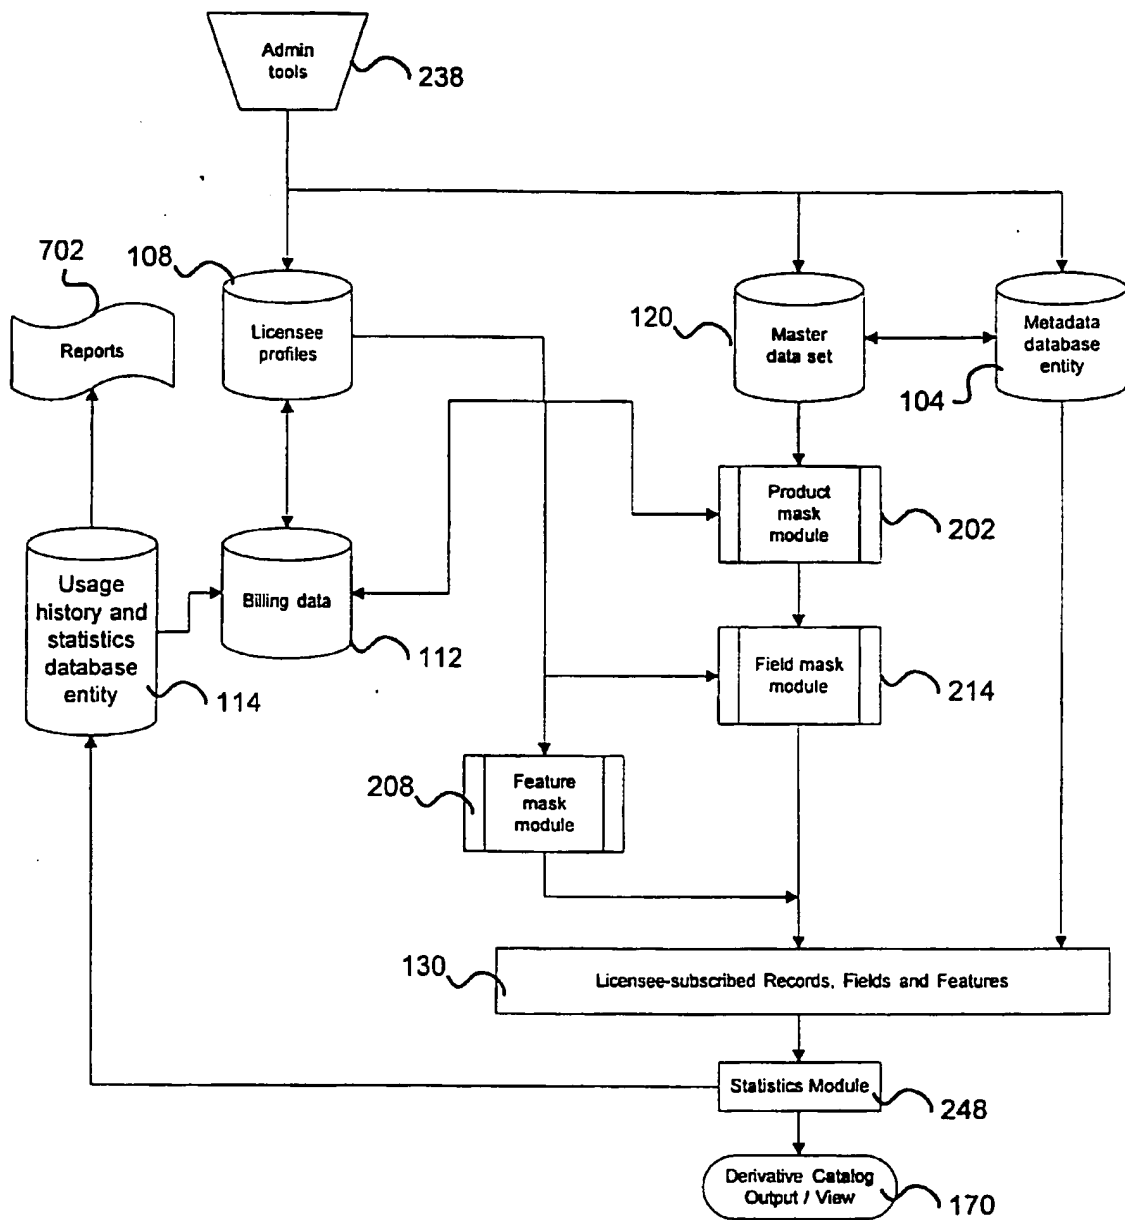 Admin
tools
238
702
108
Reports
Licensee
profiles
120
Master
data set
Metadata
database
entity
104
Product
mask
module
202
Usage
history and
statistics
database
entity
114
Billing data
112
Field mask
module
214
208
Feature
mask
module
130
Licensee-subscribed Records, Fields and Features
Statistics Module
248
Derivative Catalog
Output / View
170